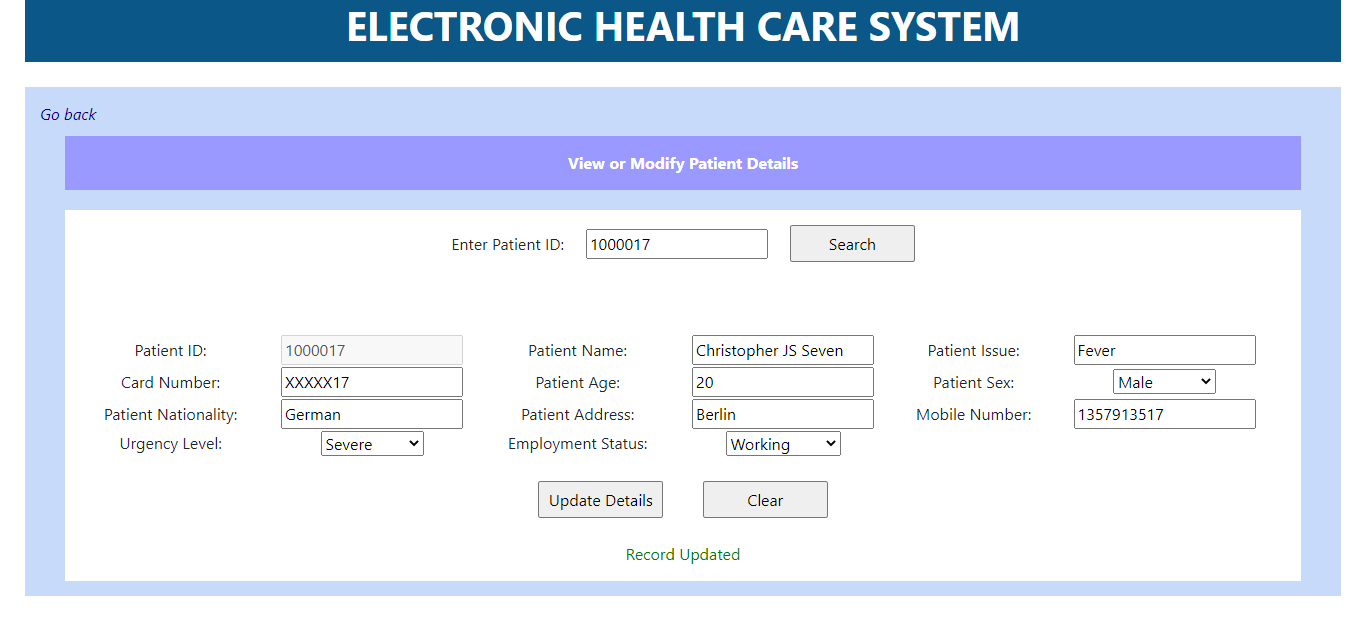 ELECTRONIC HEALTH CARE SYSTEM
Go back
View or Modify Patient Details
Enter Patient ID: 1000017 Search
Patient ID: 1000017 Patient Name: Christopher JS Seven Patient Issue: Fever
Card Number: XXXXX17 Patient Age: 20 Patient Sex: Male
Patient Nationality: German Patient Address: Berlin Mobile Number: 1357913517
Urgency Level: Severe Employment Status: Working
Update Details Clear
Record Updated